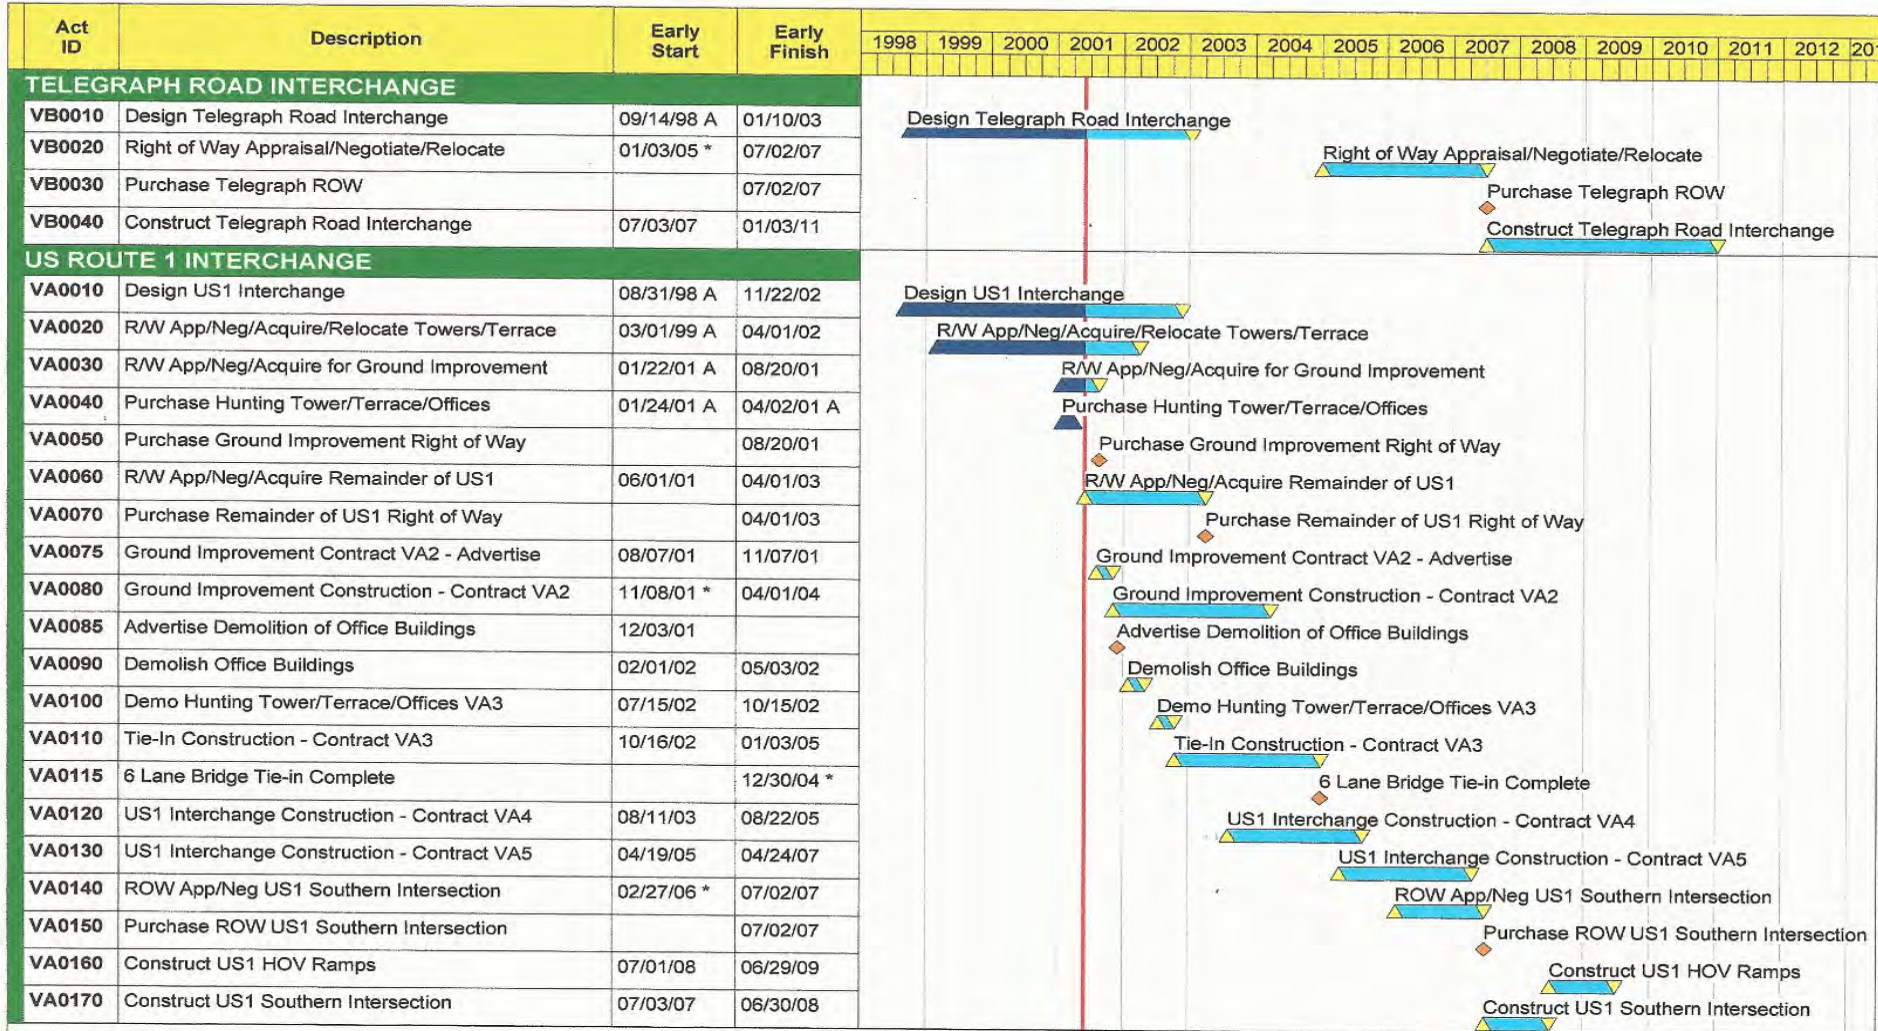 Act ID Description Early Start Early Finish 1998 1999 2000 2001 2002 2003 2004 2005 2006 2007 2008 2009 2010 2011 2012 201
TELEGRAPH ROAD INTERCHANGE
VB0010 Design Telegraph Road Interchange 09/14/98 A 01/10/03 Design Telegraph Road Interchange
VB0020 Right of Way Appraisal/Negotiate/Relocate 01/03/05 * 07/02/07 Right of Way Appraisal/Negotiate/Relocate
VB0030 Purchase Telegraph ROW 07/02/07 Purchase Telegraph ROW
VB0040 Construct Telegraph Road Interchange 07/03/07 01/03/11 Construct Telegraph Road Interchange
US ROUTE 1 INTERCHANGE
VA0010 Design US1 Interchange 08/31/98 A 11/22/02 Design US1 Interchange
VA0020 R/W App/Neg/Acquire/Relocate Towers/Terrace 03/01/99 A 04/01/02 R/W App/Neg/Acquire/Relocate Towers/Terrace
VA0030 R/W App/Neg/Acquire for Ground Improvement 01/22/01 A 08/20/01 R/W App/Neg/Acquire for Ground Improvement
VA0040 Purchase Hunting Tower/Terrace/Offices 01/24/01 A 04/02/01 A Purchase Hunting Tower/Terrace/Offices
VA0050 Purchase Ground Improvement Right of Way 08/20/01 Purchase Ground Improvement Right of Way
VA0060 R/W App/Neg/Acquire Remainder of US1 06/01/01 04/01/03 R/W App/Neg/Acquire Remainder of US1
VA0070 Purchase Remainder of US1 Right of Way 04/01/03 Purchase Remainder of US1 Right of Way
VA0075 Ground Improvement Contract VA2 - Advertise 08/07/01 11/07/01 Ground Improvement Contract VA2 - Advertise
VA0080 Ground Improvement Construction - Contract VA2 11/08/01 * 04/01/04 Ground Improvement Construction - Contract VA2
VA0085 Advertise Demolition of Office Buildings 12/03/01 Advertise Demolition of Office Buildings
VA0090 Demolish Office Buildings 02/01/02 05/03/02 Demolish Office Buildings
VA0100 Demo Hunting Tower/Terrace/Offices VA3 07/15/02 10/15/02 Demo Hunting Tower/Terrace/Offices VA3
VA0110 Tie-In Construction - Contract VA3 10/16/02 01/03/05 Tie-In Construction - Contract VA3
VA0115 6 Lane Bridge Tie-in Complete 12/30/04 * 6 Lane Bridge Tie-in Complete
VA0120 US1 Interchange Construction - Contract VA4 08/11/03 08/22/05 US1 Interchange Construction - Contract VA4
VA0130 US1 Interchange Construction - Contract VA5 04/19/05 04/24/07 US1 Interchange Construction - Contract VA5
VA0140 ROW App/Neg US1 Southern Intersection 02/27/06 * 07/02/07 ROW App/Neg US1 Southern Intersection
VA0150 Purchase ROW US1 Southern Intersection 07/02/07 Purchase ROW US1 Southern Intersection
VA0160 Construct US1 HOV Ramps 07/01/08 06/29/09 Construct US1 HOV Ramps
VA0170 Construct US1 Southern Intersection 07/03/07 06/30/08 Construct US1 Southern Intersection